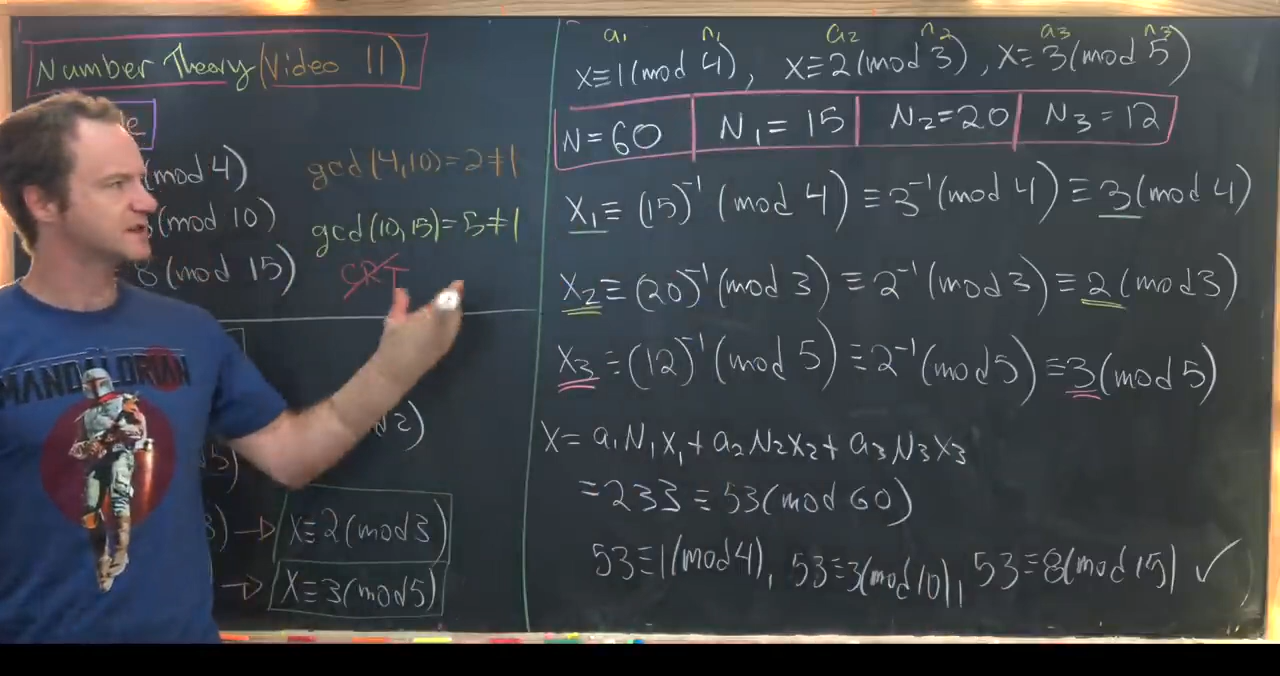 Number Theory (Video 11)
(mod 4) gcd(4,10)=2≠1
(mod 10) gcd(10,15)=5≠1
8(mod 15) CRT
MANDALORIAN
→ X≡2(mod 3)
→ X≡3(mod 5)
a₁ n₁ a₂ n₂ a₃ n₃
X≡1(mod 4), X≡2(mod 3), X≡3(mod 5)
N=60 N₁=15 N₂=20 N₃=12
X₁≡(15)⁻¹(mod 4)≡3⁻¹(mod 4)≡3(mod 4)
X₂≡(20)⁻¹(mod 3)≡2⁻¹(mod 3)≡2(mod 3)
X₃≡(12)⁻¹(mod 5)≡2⁻¹(mod 5)≡3(mod 5)
X=a₁N₁X₁+a₂N₂X₂+a₃N₃X₃
=233≡53(mod 60)
53≡1(mod 4), 53≡3(mod 10), 53≡8(mod 15) ✓